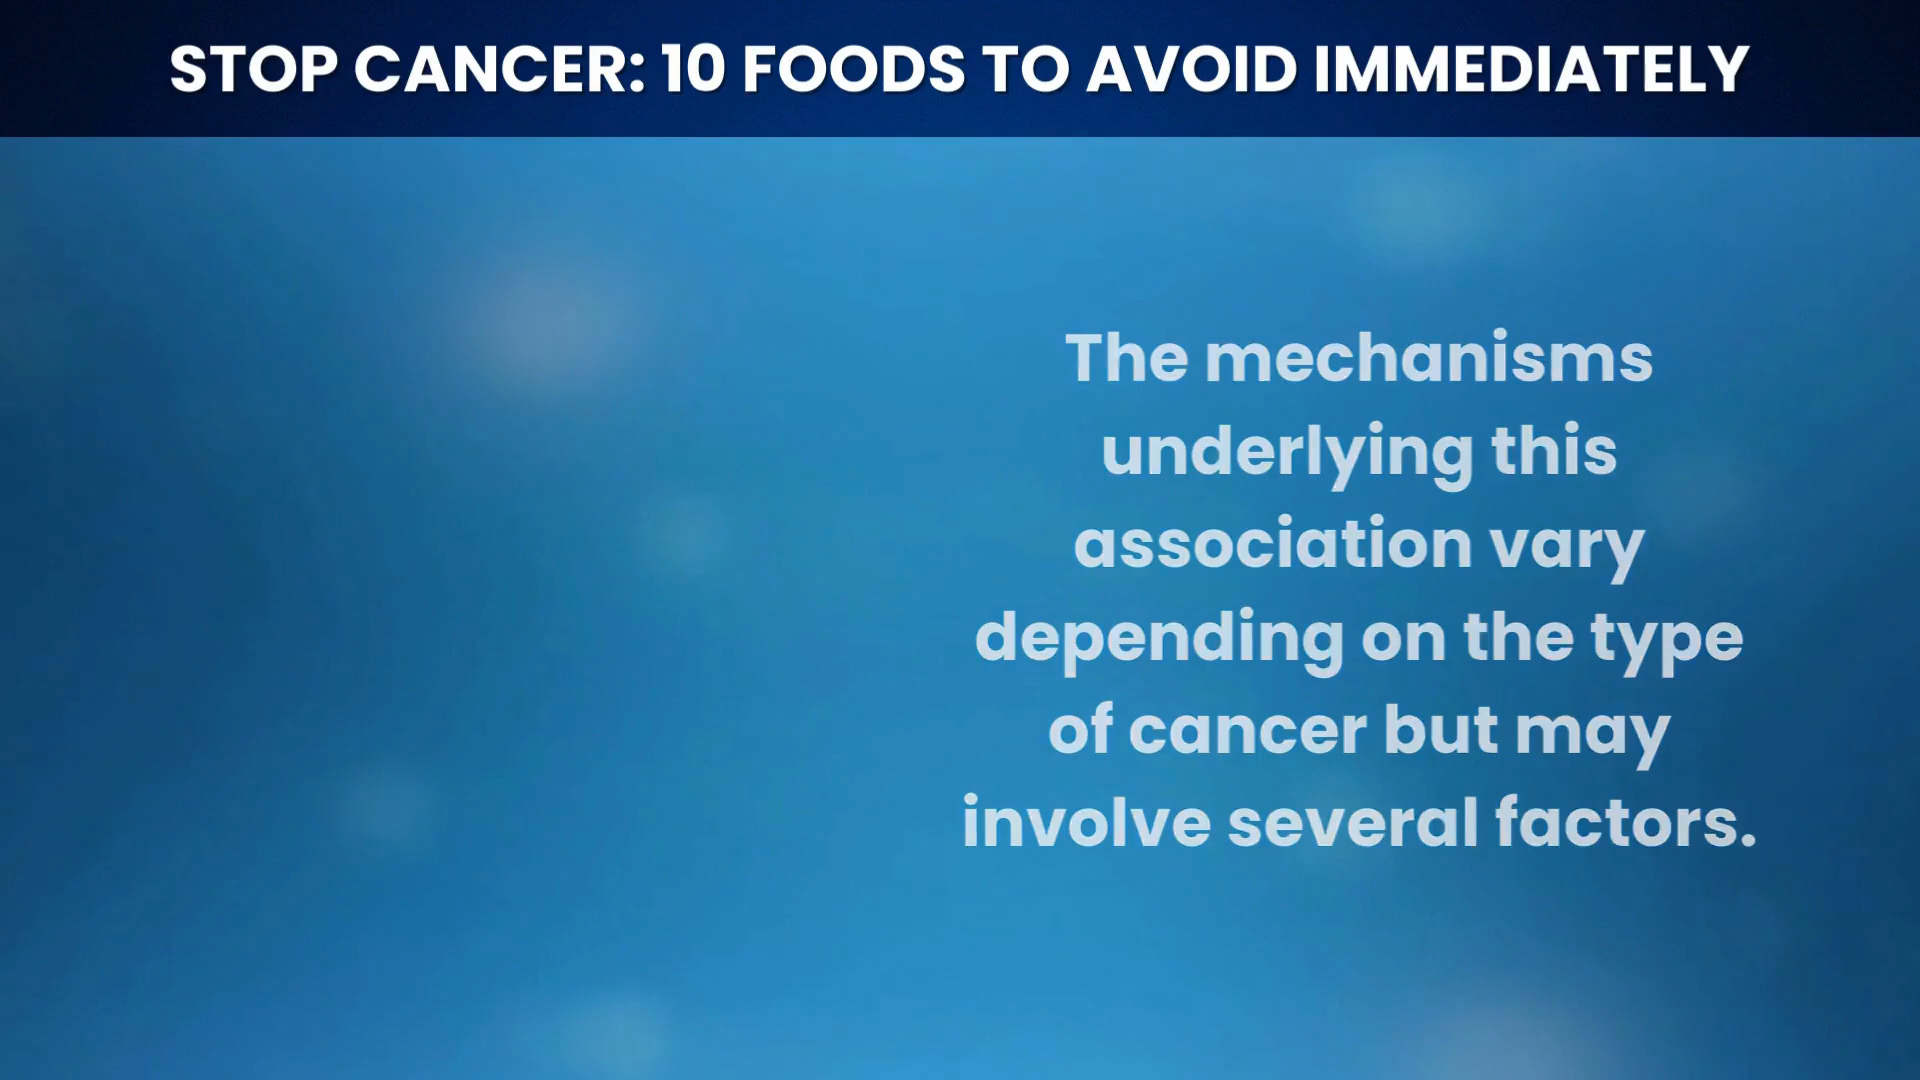 STOP CANCER: 10 FOODS TO AVOID IMMEDIATELY
The mechanisms
underlying this
association vary
depending on the type
of cancer but may
involve several factors.